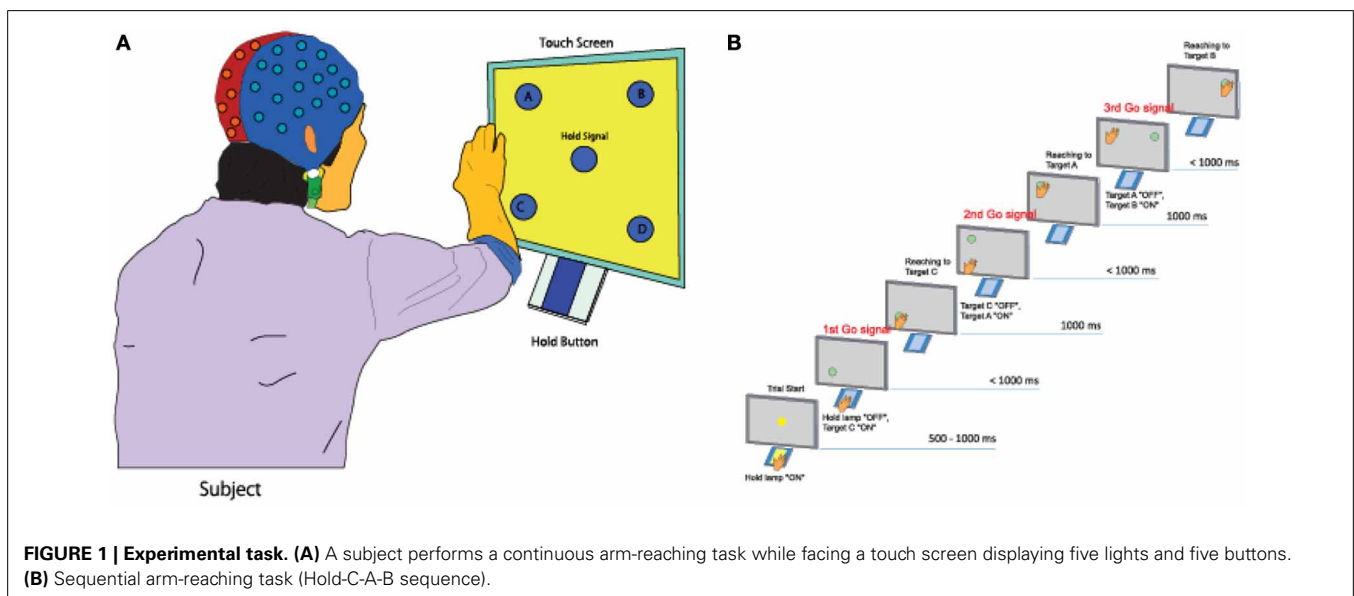 A
Touch Screen
A
B
Hold Signal
C
D
Hold Button
Subject
B
Reaching to
Target B
3rd Go signal
< 1000 ms
Reaching to
Target A
Target A "OFF",
Target B "ON"
1000 ms
2nd Go signal
< 1000 ms
Reaching to
Target C
Target C "OFF",
Target A "ON"
1000 ms
1st Go signal
< 1000 ms
Trial Start
Hold lamp "OFF",
Target C "ON"
500 - 1000 ms
Hold lamp "ON"
FIGURE 1 | Experimental task. (A) A subject performs a continuous arm-reaching task while facing a touch screen displaying five lights and five buttons.
(B) Sequential arm-reaching task (Hold-C-A-B sequence).